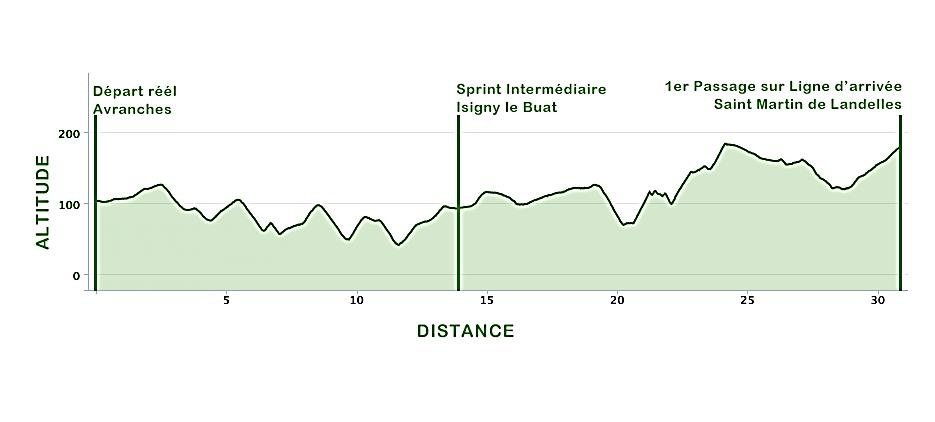 Départ réél
Avranches
Sprint Intermédiaire
Isigny le Buat
1er Passage sur Ligne d’arrivée
Saint Martin de Landelles
ALTITUDE
200
100
0
5
10
15
20
25
30
DISTANCE